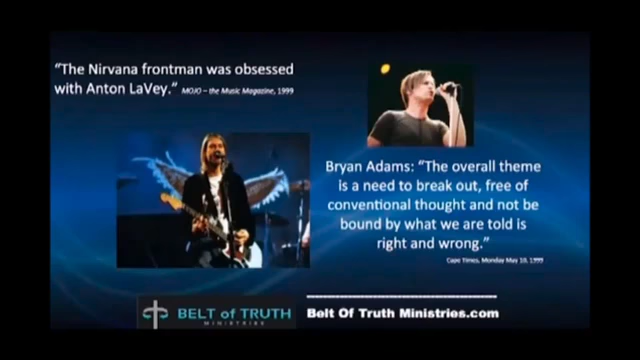 “The Nirvana frontman was obsessed
with Anton LaVey.” MOJO – the Music Magazine, 1999
Bryan Adams: “The overall theme
is a need to break out, free of
conventional thought and not be
bound by what we are told is
right and wrong.”
Cape Times, Monday May 10, 1999
BELT of TRUTH
MINISTRIES
Belt Of Truth Ministries.com